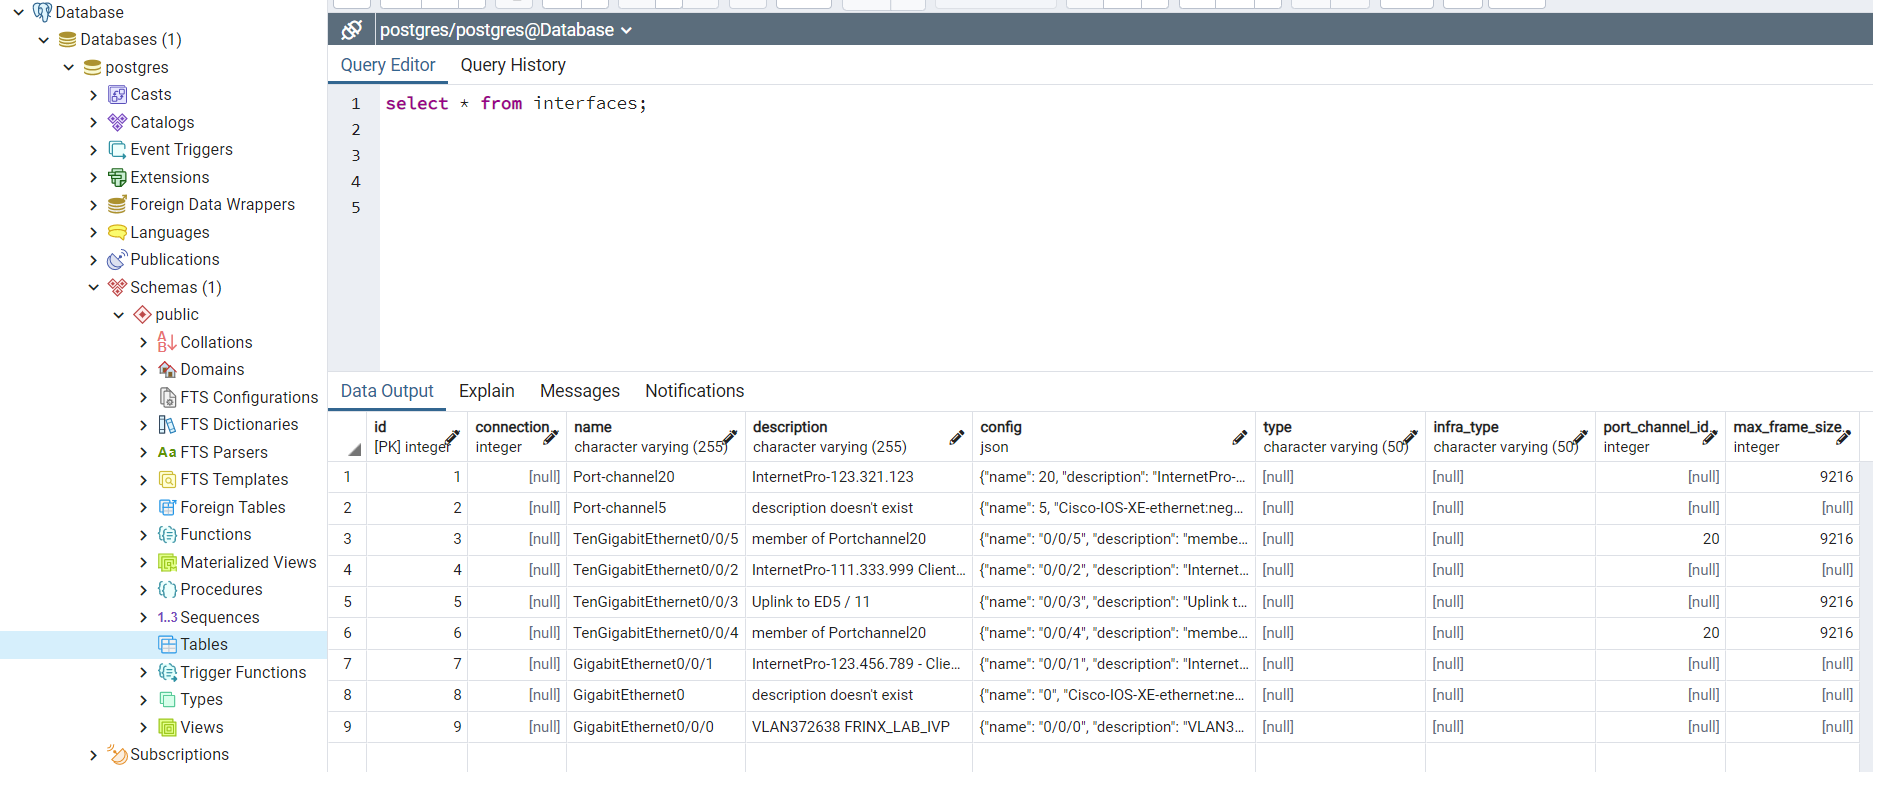 Database
Databases (1)
postgres
Casts
Catalogs
Event Triggers
Extensions
Foreign Data Wrappers
Languages
Publications
Schemas (1)
public
Collations
Domains
FTS Configurations
FTS Dictionaries
Aa FTS Parsers
FTS Templates
Foreign Tables
Functions
Materialized Views
Procedures
1..3 Sequences
Tables
Trigger Functions
Types
Views
Subscriptions
postgres/postgres@Database
Query Editor Query History
1 select * from interfaces;
2
3
4
5
Data Output Explain Messages Notifications
id connection name description config type infra_type port_channel_id max_frame_size
[PK] integer integer character varying (255) character varying (255) json character varying (50) character varying (50) integer integer
1 1 [null] Port-channel20 InternetPro-123.321.123 {"name": 20, "description": "InternetPro-... [null] [null] [null] 9216
2 2 [null] Port-channel5 description doesn't exist {"name": 5, "Cisco-IOS-XE-ethernet:neg... [null] [null] [null] [null]
3 3 [null] TenGigabitEthernet0/0/5 member of Portchannel20 {"name": "0/0/5", "description": "membe... [null] [null] 20 9216
4 4 [null] TenGigabitEthernet0/0/2 InternetPro-111.333.999 Client... {"name": "0/0/2", "description": "Internet... [null] [null] [null] [null]
5 5 [null] TenGigabitEthernet0/0/3 Uplink to ED5 / 11 {"name": "0/0/3", "description": "Uplink t... [null] [null] [null] 9216
6 6 [null] TenGigabitEthernet0/0/4 member of Portchannel20 {"name": "0/0/4", "description": "membe... [null] [null] 20 9216
7 7 [null] GigabitEthernet0/0/1 InternetPro-123.456.789 - Clie... {"name": "0/0/1", "description": "Internet... [null] [null] [null] [null]
8 8 [null] GigabitEthernet0 description doesn't exist {"name": "0", "Cisco-IOS-XE-ethernet:ne... [null] [null] [null] [null]
9 9 [null] GigabitEthernet0/0/0 VLAN372638 FRINX_LAB_IVP {"name": "0/0/0", "description": "VLAN3... [null] [null] [null] [null]